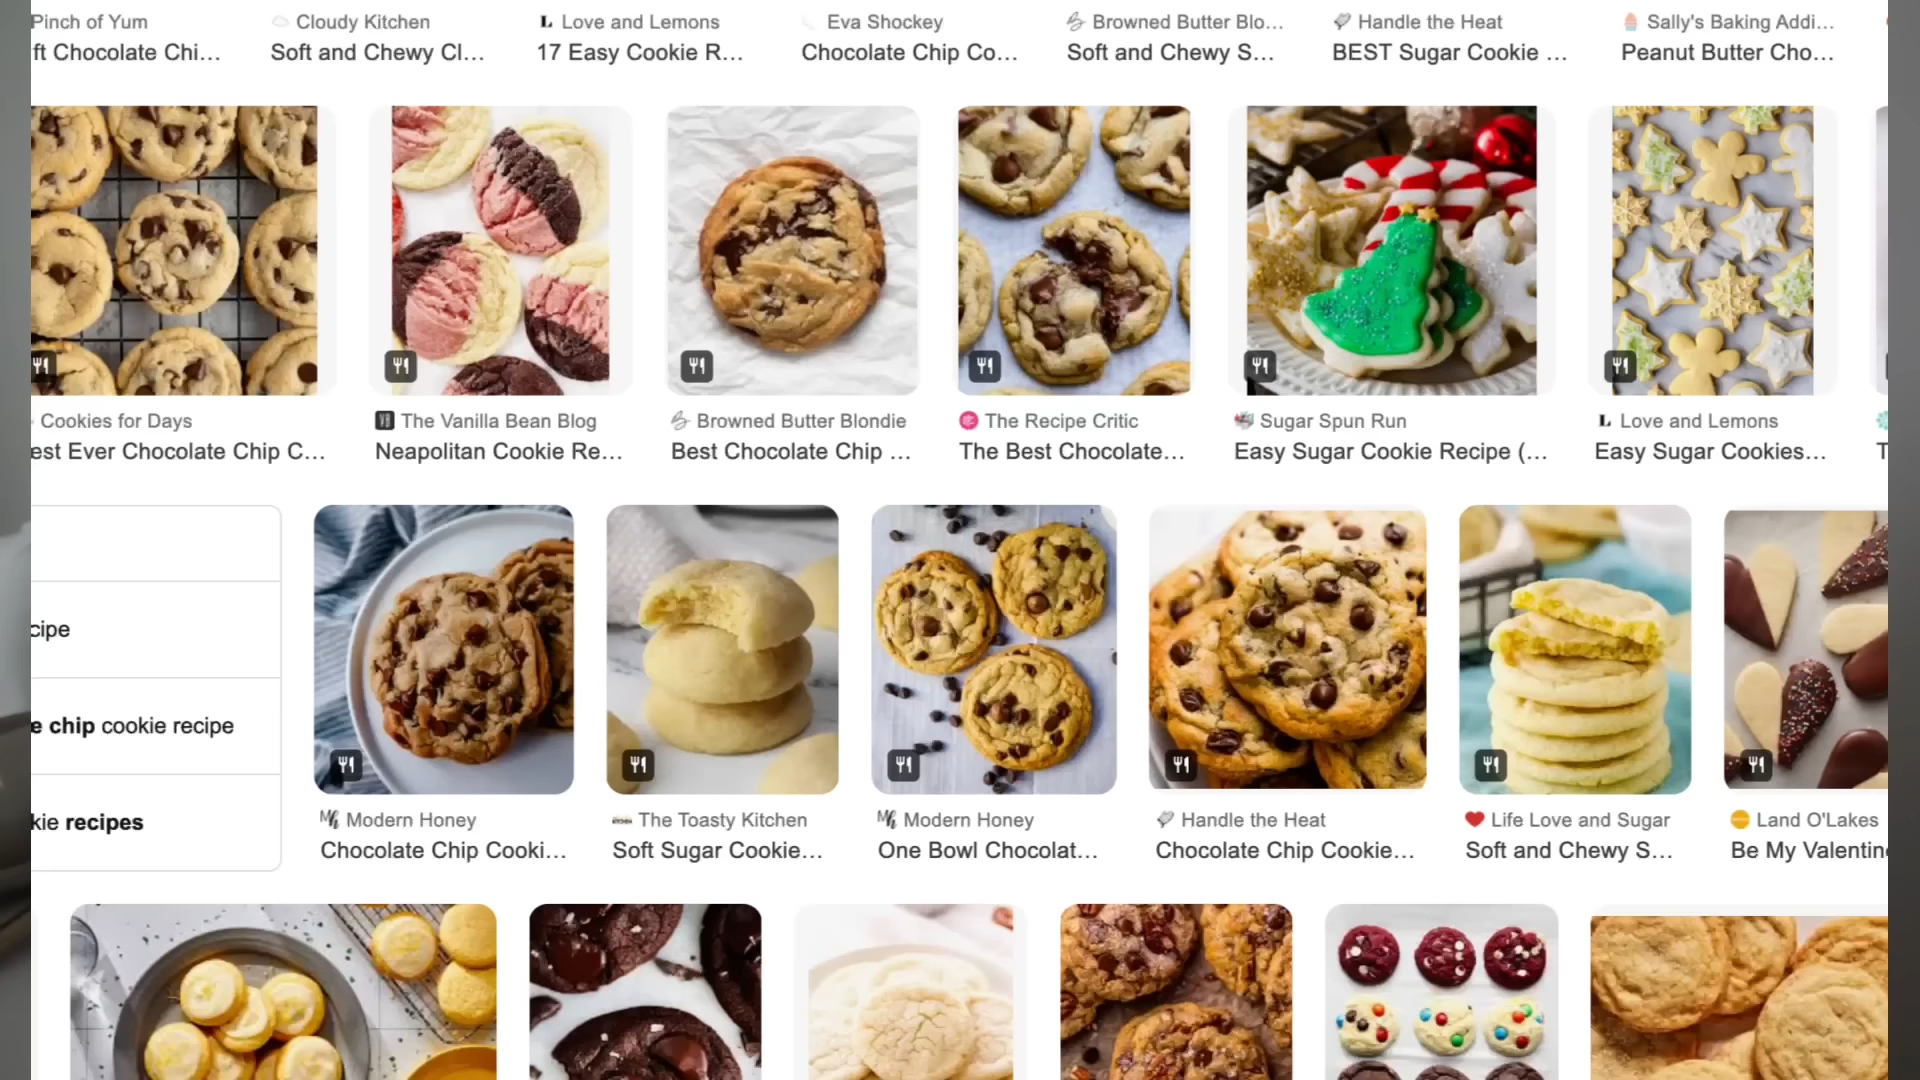 Pinch of Yum
Cloudy Kitchen
Love and Lemons
Eva Shockey
Browned Butter Blo...
Handle the Heat
Sally's Baking Addi...
ft Chocolate Chi...
Soft and Chewy Cl...
17 Easy Cookie R...
Chocolate Chip Co...
Soft and Chewy S...
BEST Sugar Cookie ...
Peanut Butter Cho...
Cookies for Days
The Vanilla Bean Blog
Browned Butter Blondie
The Recipe Critic
Sugar Spun Run
Love and Lemons
est Ever Chocolate Chip C...
Neapolitan Cookie Re...
Best Chocolate Chip ...
The Best Chocolate...
Easy Sugar Cookie Recipe (...
Easy Sugar Cookies...
T
cipe
e chip cookie recipe
kie recipes
Modern Honey
The Toasty Kitchen
Modern Honey
Handle the Heat
Life Love and Sugar
Land O'Lakes
Chocolate Chip Cooki...
Soft Sugar Cookie...
One Bowl Chocolat...
Chocolate Chip Cookie...
Soft and Chewy S...
Be My Valentin